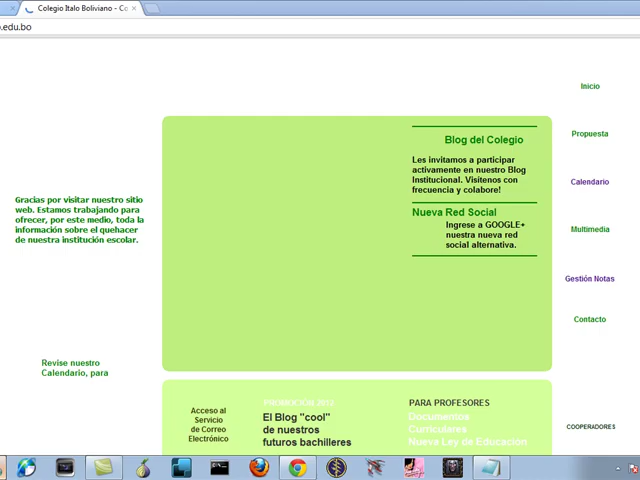 Colegio Italo Boliviano - Co
o.edu.bo
Inicio
Propuesta
Calendario
Multimedia
Gestión Notas
Contacto
COOPERADORES
Gracias por visitar nuestro sitio
web. Estamos trabajando para
ofrecer, por este medio, toda la
información sobre el quehacer
de nuestra institución escolar.
Revise nuestro
Calendario, para
Blog del Colegio
Les invitamos a participar
activamente en nuestro Blog
Institucional. Visítenos con
frecuencia y colabore!
Nueva Red Social
Ingrese a GOOGLE+
nuestra nueva red
social alternativa.
Acceso al
Servicio
de Correo
Electrónico
PROMOCIÓN 2012
El Blog "cool"
de nuestros
futuros bachilleres
PARA PROFESORES
Documentos
Curriculares
Nueva Ley de Educación